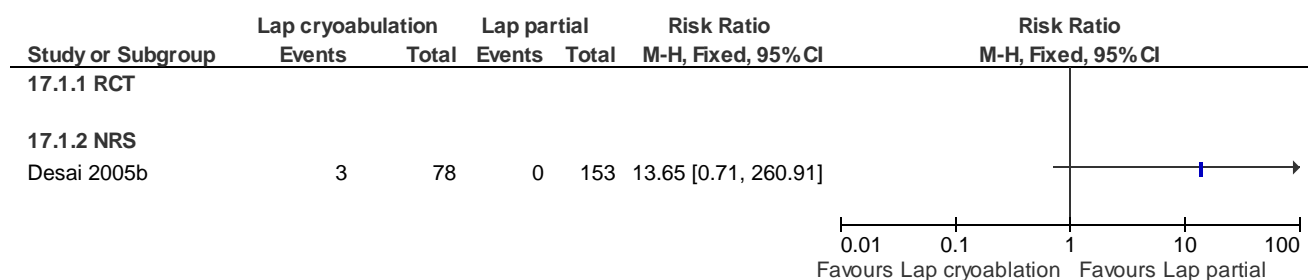 Lap cryoabulation Lap partial Risk Ratio Risk Ratio
Study or Subgroup Events Total Events Total M-H, Fixed, 95% CI M-H, Fixed, 95% CI
17.1.1 RCT
17.1.2 NRS
Desai 2005b 3 78 0 153 13.65 [0.71, 260.91]
0.01 0.1 1 10 100
Favours Lap cryoablation Favours Lap partial